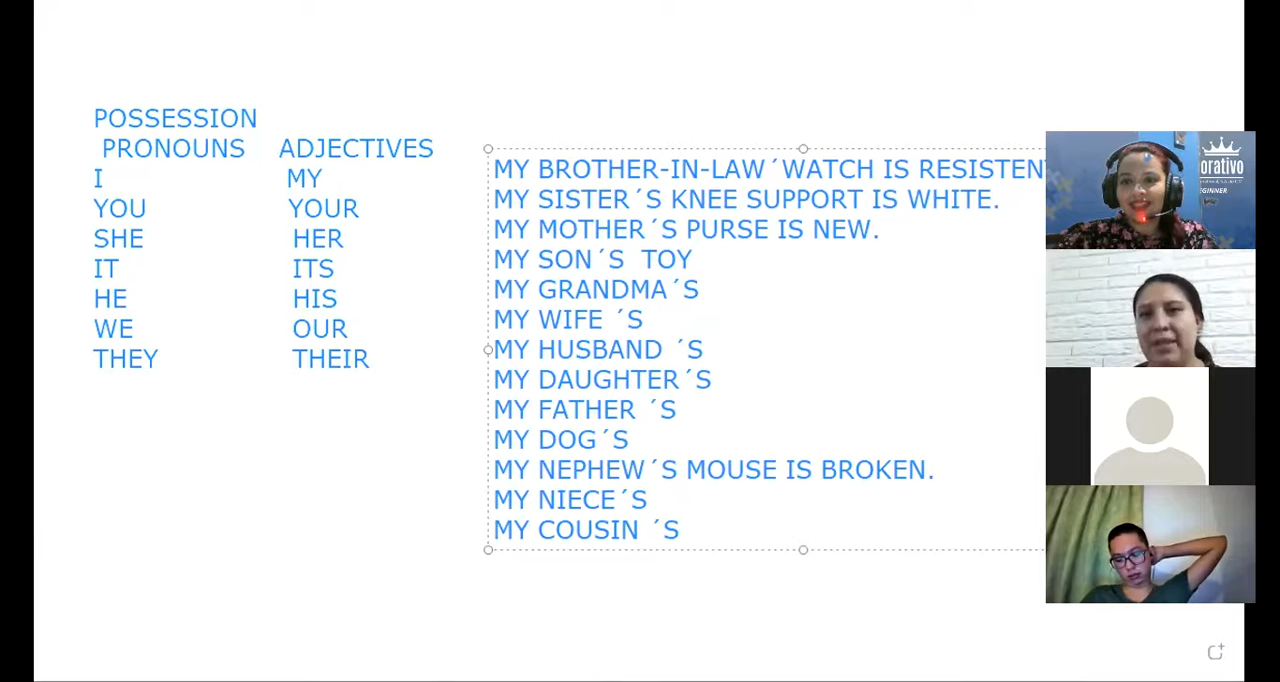 POSSESSION
PRONOUNS ADJECTIVES
I MY
YOU YOUR
SHE HER
IT ITS
HE HIS
WE OUR
THEY THEIR
MY BROTHER-IN-LAW´WATCH IS RESISTENT
MY SISTER´S KNEE SUPPORT IS WHITE.
MY MOTHER´S PURSE IS NEW.
MY SON´S TOY
MY GRANDMA´S
MY WIFE ´S
MY HUSBAND ´S
MY DAUGHTER´S
MY FATHER ´S
MY DOG´S
MY NEPHEW´S MOUSE IS BROKEN.
MY NIECE´S
MY COUSIN ´S
orativo